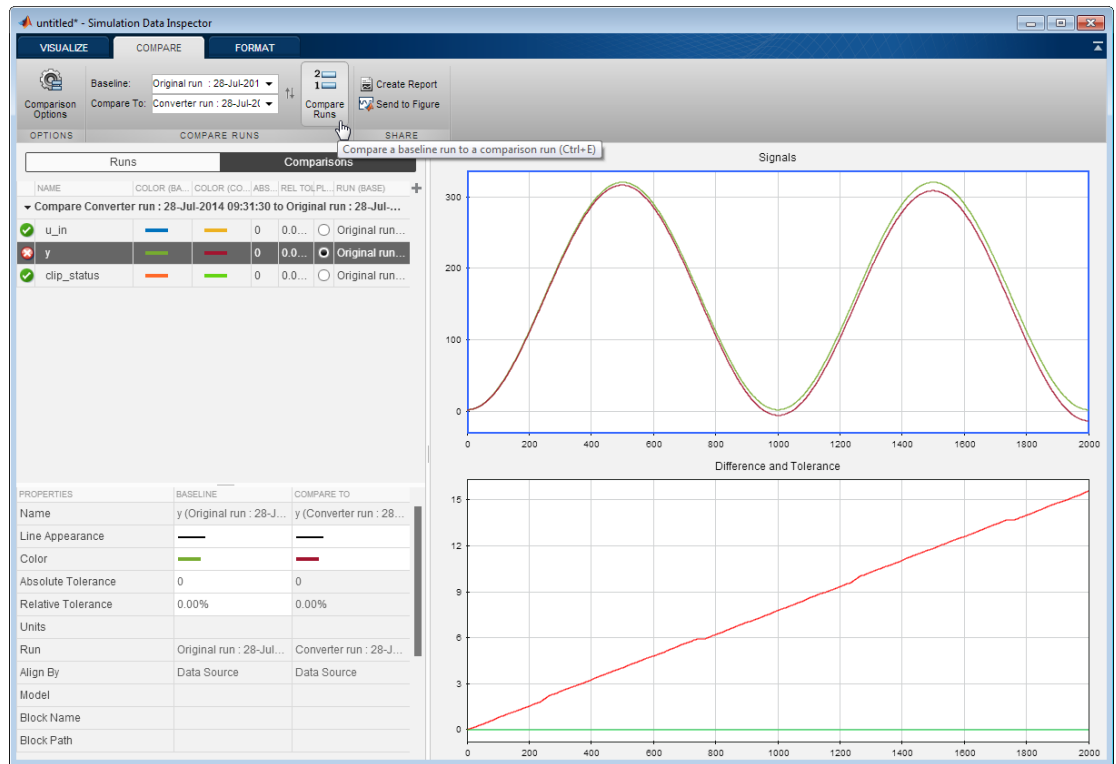 untitled* - Simulation Data Inspector
VISUALIZE COMPARE FORMAT
Comparison Options
Baseline: Original run : 28-Jul-201
Compare To: Converter run : 28-Jul-2(
2
1
Compare Runs
Create Report
Send to Figure
OPTIONS COMPARE RUNS SHARE
Compare a baseline run to a comparison run (Ctrl+E)
Runs Comparisons
NAME COLOR (BA... COLOR (CO... ABS... REL TOL PL... RUN (BASE)
Compare Converter run : 28-Jul-2014 09:31:30 to Original run : 28-Jul-...
u_in 0 0.0... Original run...
y 0 0.0... Original run...
clip_status 0 0.0... Original run...
PROPERTIES BASELINE COMPARE TO
Name y (Original run : 28-J... y (Converter run : 28...
Line Appearance
Color
Absolute Tolerance 0 0
Relative Tolerance 0.00% 0.00%
Units
Run Original run : 28-Jul... Converter run : 28-J...
Align By Data Source Data Source
Model
Block Name
Block Path
Signals
300
200
100
0
0 200 400 600 800 1000 1200 1400 1600 1800 2000
Difference and Tolerance
15
12
9
6
3
0
0 200 400 600 800 1000 1200 1400 1600 1800 2000